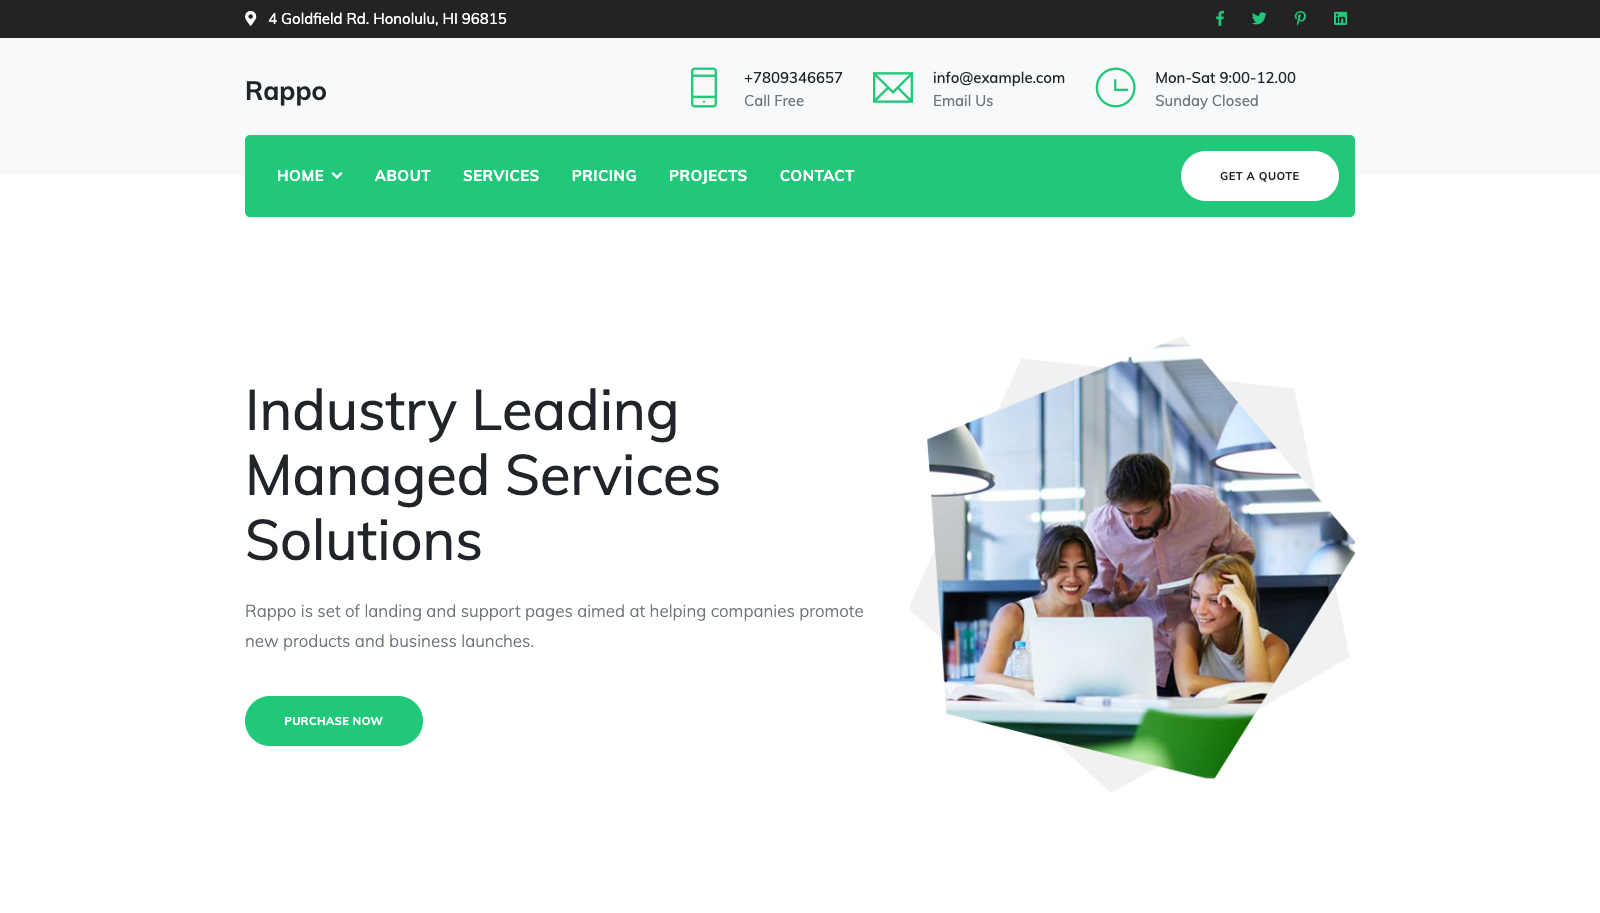 4 Goldfield Rd. Honolulu, HI 96815
Rappo
+7809346657
Call Free
info@example.com
Email Us
Mon-Sat 9:00-12.00
Sunday Closed
HOME ABOUT SERVICES PRICING PROJECTS CONTACT
GET A QUOTE
Industry Leading
Managed Services
Solutions
Rappo is set of landing and support pages aimed at helping companies promote
new products and business launches.
PURCHASE NOW